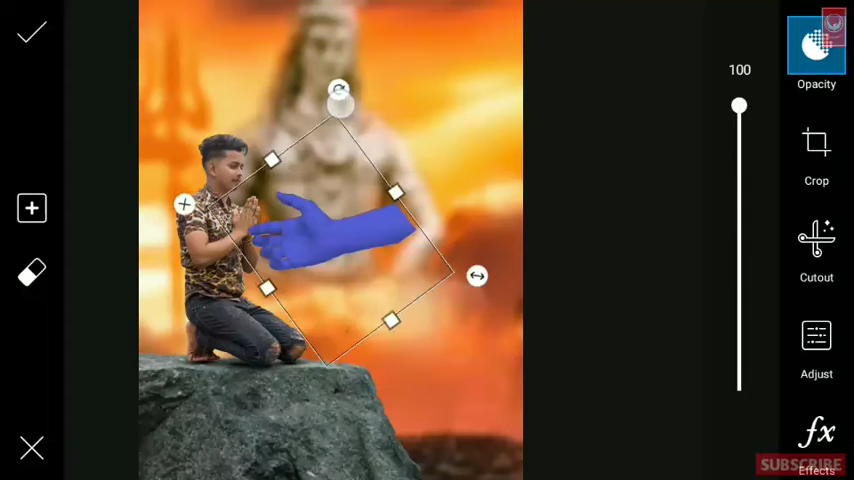 100
Opacity
Crop
Cutout
Adjust
fx
Effects
SUBSCRIBE